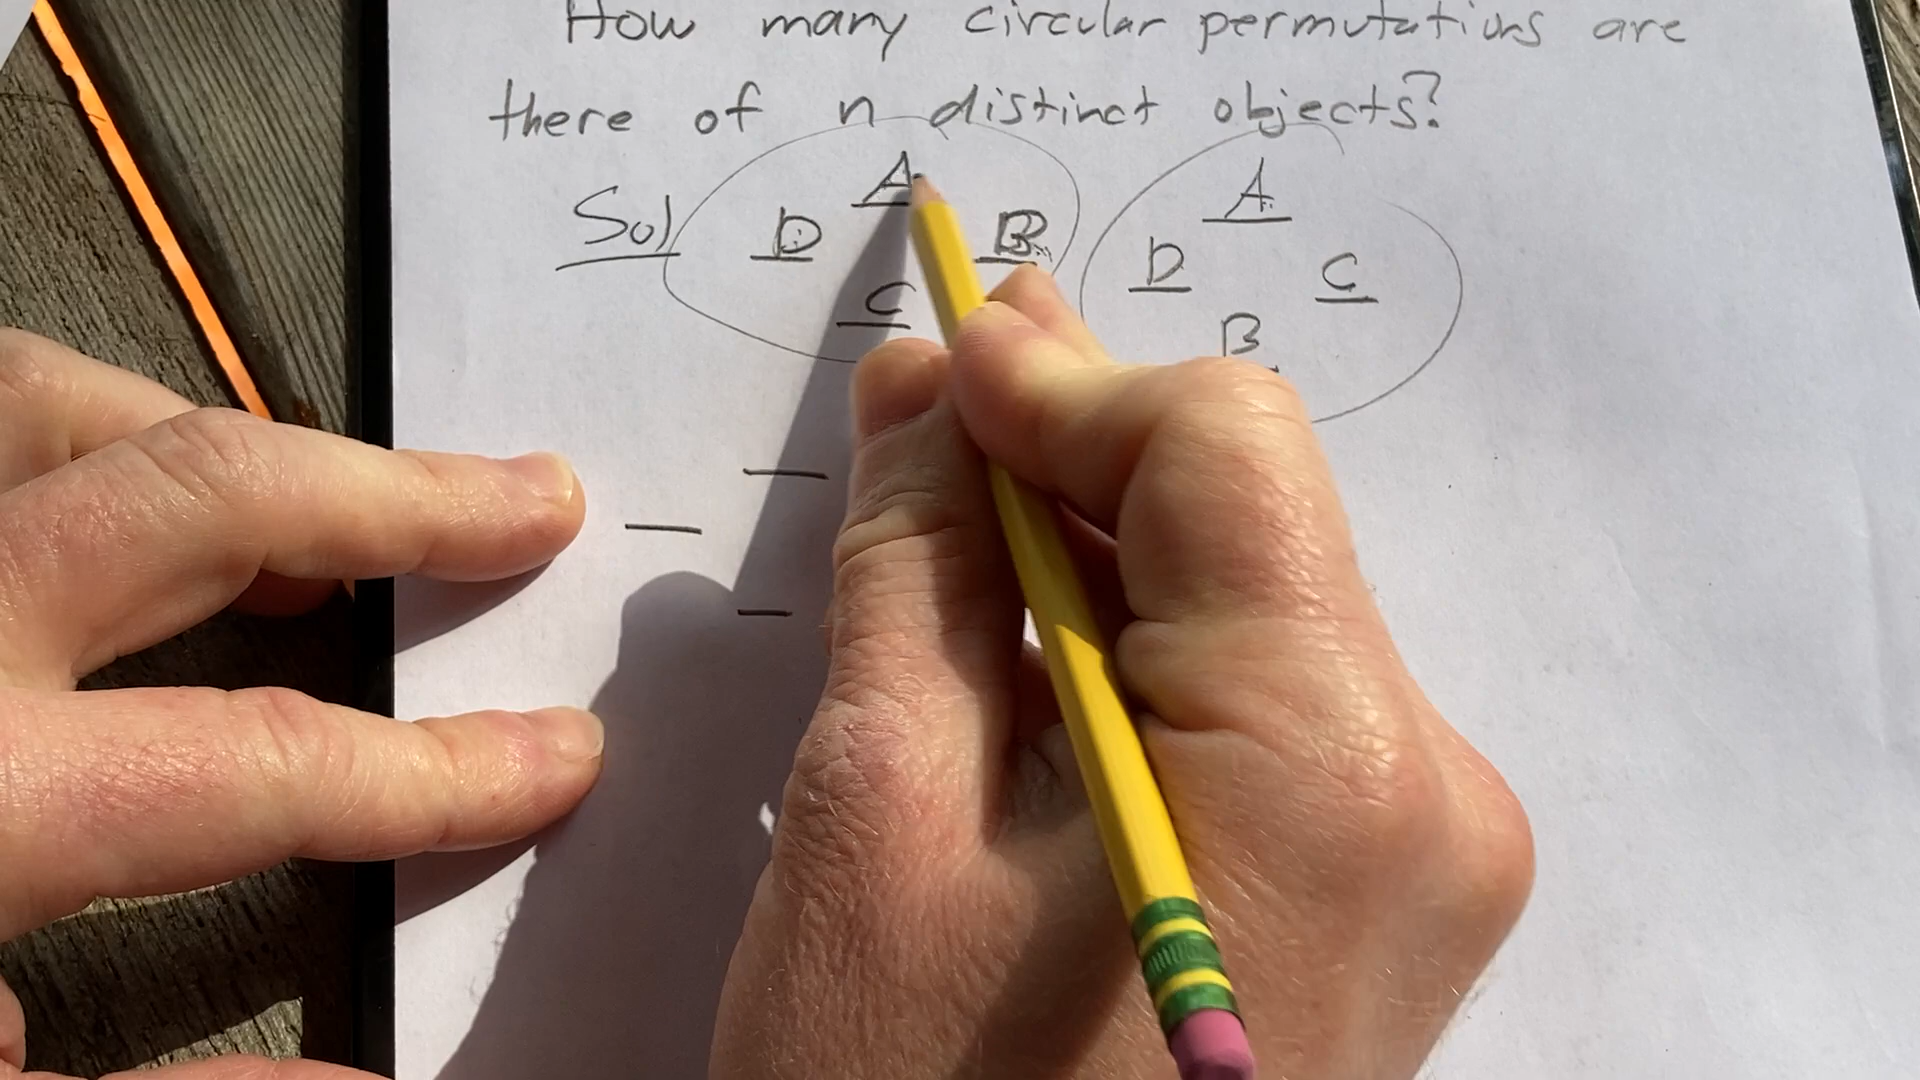 How many circular permutations are
there of n distinct objects?
Sol
A
D B
C
A
D C
B